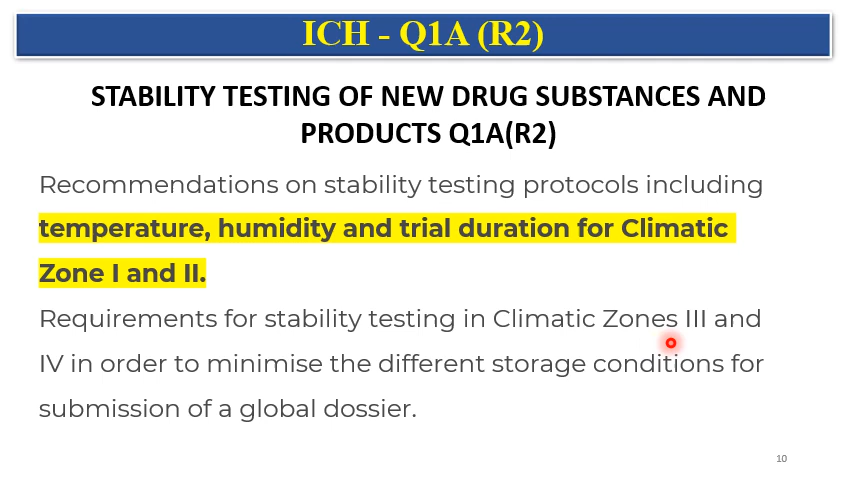 ICH - Q1A (R2)
STABILITY TESTING OF NEW DRUG SUBSTANCES AND
PRODUCTS Q1A(R2)
Recommendations on stability testing protocols including
temperature, humidity and trial duration for Climatic
Zone I and II.
Requirements for stability testing in Climatic Zones III and
IV in order to minimise the different storage conditions for
submission of a global dossier.
10